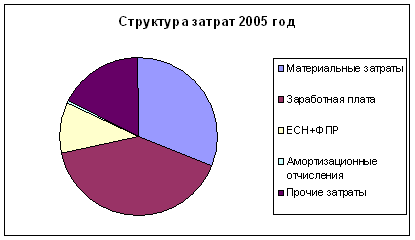 Структура затрат 2005 год
Материальные затраты
Заработная плата
ЕСН+ФПР
Амортизационные
отчисления
Прочие затраты